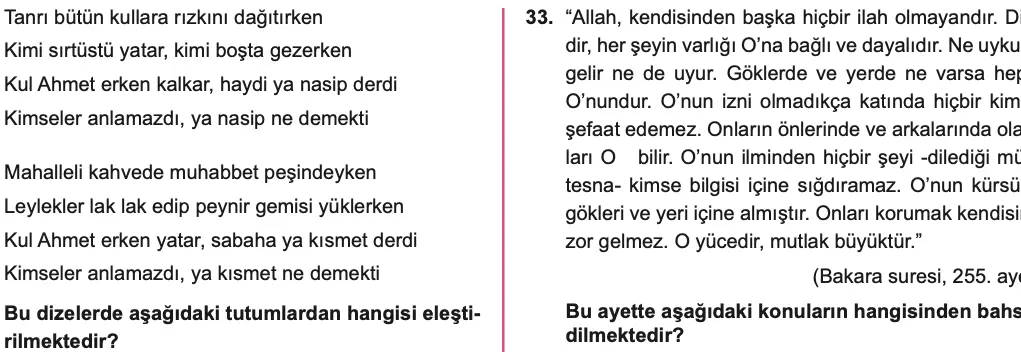 Tanrı bütün kullara rızkını dağıtırken
Kimi sırtüstü yatar, kimi boşta gezerken
Kul Ahmet erken kalkar, haydi ya nasip derdi
Kimseler anlamazdı, ya nasip ne demekti
Mahalleli kahvede muhabbet peşindeyken
Leylekler lak lak edip peynir gemisi yüklerken
Kul Ahmet erken yatar, sabaha ya kısmet derdi
Kimseler anlamazdı, ya kısmet ne demekti
Bu dizelerde aşağıdaki tutumlardan hangisi eleşti-
rilmektedir?
33. “Allah, kendisinden başka hiçbir ilah olmayandır. Di
dir, her şeyin varlığı O’na bağlı ve dayalıdır. Ne uyku
gelir ne de uyur. Göklerde ve yerde ne varsa hep
O’nundur. O’nun izni olmadıkça katında hiçbir kim
şefaat edemez. Onların önlerinde ve arkalarında ola
ları O bilir. O’nun ilminden hiçbir şeyi -dilediği mü
tesna- kimse bilgisi içine sığdıramaz. O’nun kürsü
gökleri ve yeri içine almıştır. Onları korumak kendisi
zor gelmez. O yücedir, mutlak büyüktür.”
(Bakara suresi, 255. aye
Bu ayette aşağıdaki konuların hangisinden bahs
dilmektedir?